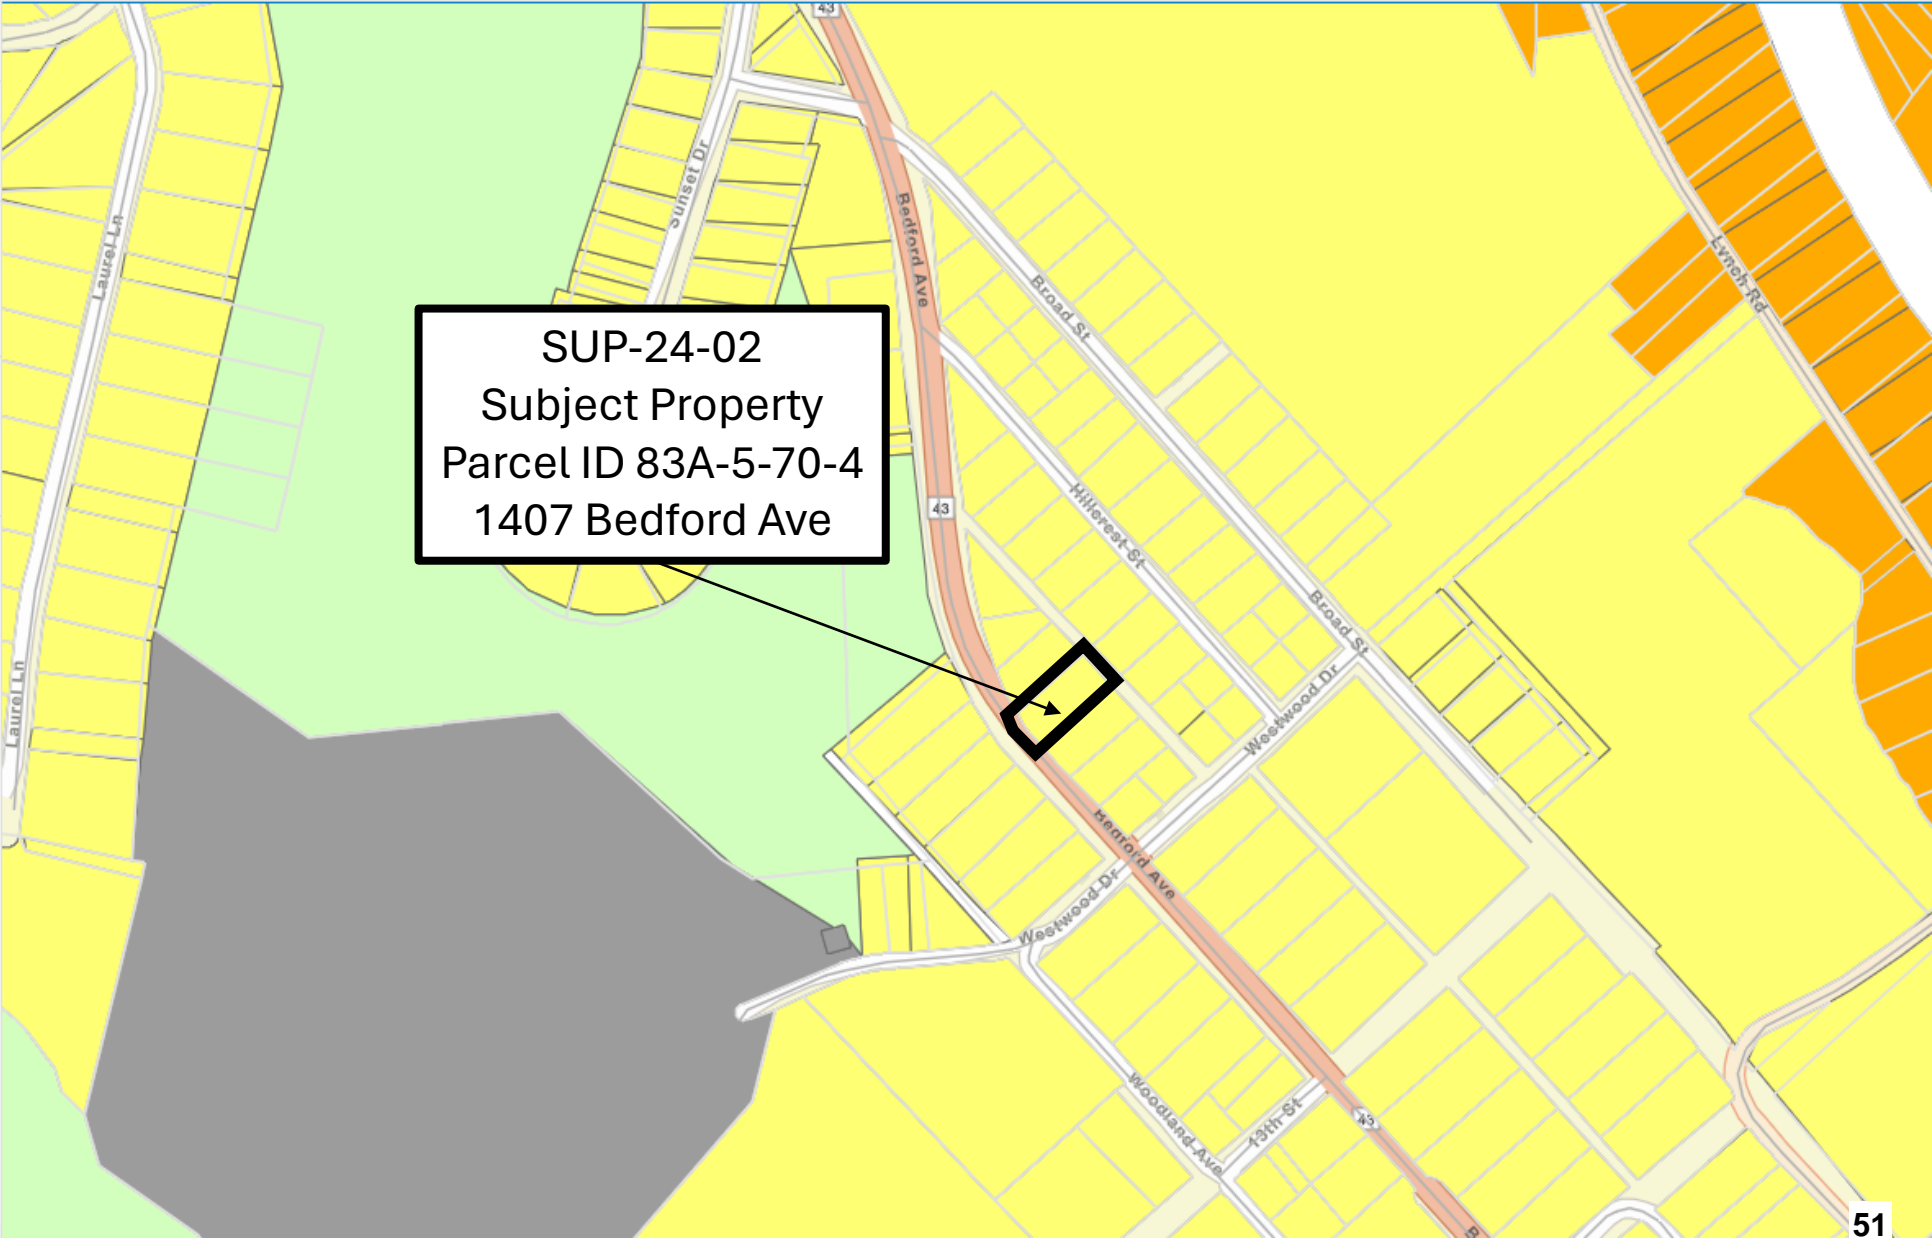 43
Sunset Dr
Laurel Ln
Bedford Ave
Broad St
Lynch Rd
SUP-24-02
Subject Property
Parcel ID 83A-5-70-4
1407 Bedford Ave
43
Hillcrest St
Broad St
Laurel Ln
Westwood Dr
Bedford Ave
Westwood Dr
Woodland Ave
13th St
43
B
51